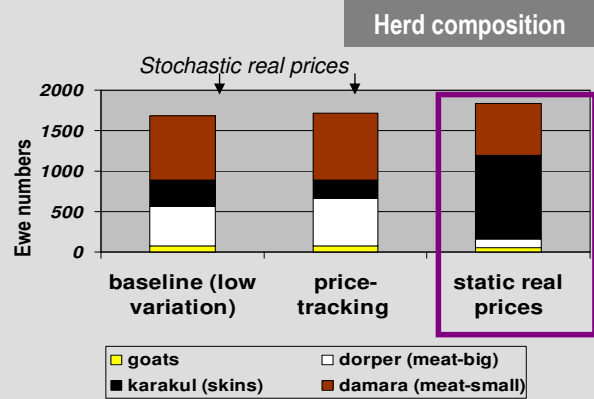 Herd composition
Stochastic real prices
2000
1500
1000
500
0
Ewe numbers
baseline (low
variation)
price-
tracking
static real
prices
goats
dorper (meat-big)
karakul (skins)
damara (meat-small)